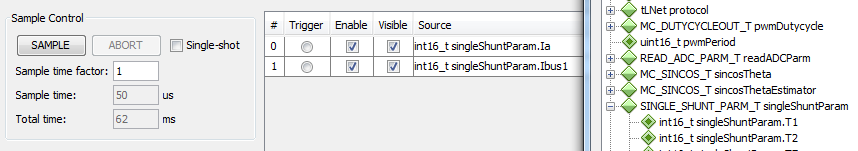 Sample Control
SAMPLE ABORT Single-shot
Sample time factor: 1
Sample time: 50 us
Total time: 62 ms
# Trigger Enable Visible Source
0 int16_t singleShuntParam.Ia
1 int16_t singleShuntParam.Ibus1
tLNet protocol
MC_DUTYCYCLEOUT_T pwmDutycycle
uint16_t pwmPeriod
READ_ADC_PARM_T readADCParm
MC_SINCOS_T sincosTheta
MC_SINCOS_T sincosThetaEstimator
SINGLE_SHUNT_PARM_T singleShuntParam
int16_t singleShuntParam.T1
int16_t singleShuntParam.T2